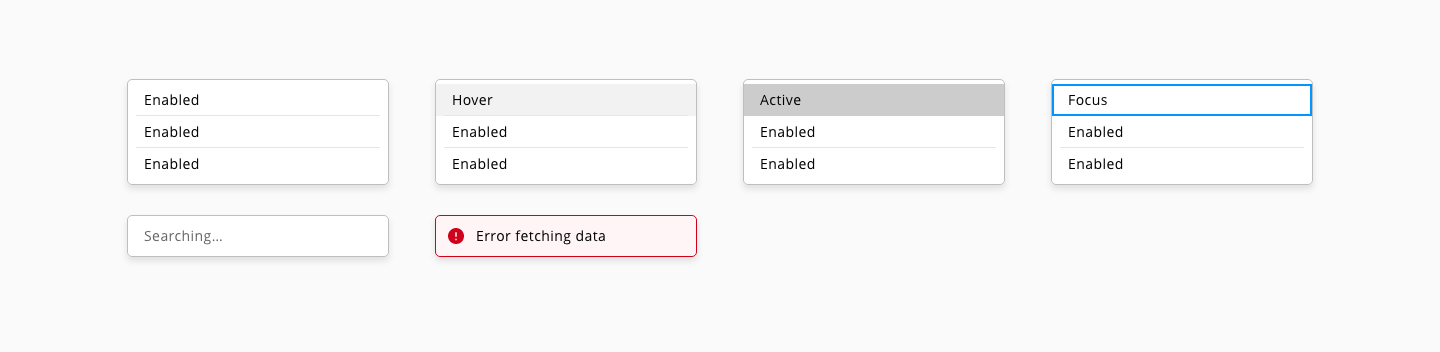 Enabled
Enabled
Enabled
Hover
Enabled
Enabled
Active
Enabled
Enabled
Focus
Enabled
Enabled
Searching…
Error fetching data